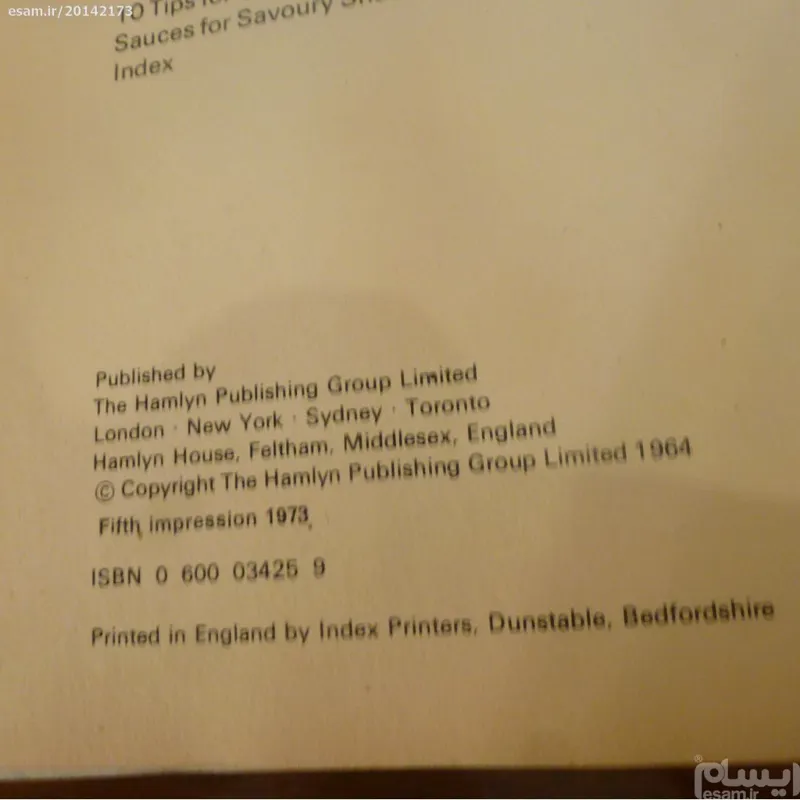 esam.ir/20142173
10 Tips
Sauces for Savoury
Index
Published by
The Hamlyn Publishing Group Limited
London · New York · Sydney · Toronto
Hamlyn House, Feltham, Middlesex, England
© Copyright The Hamlyn Publishing Group Limited 1964
Fifth impression 1973
ISBN 0 600 03425 9
Printed in England by Index Printers, Dunstable, Bedfordshire
ایسام®
esam.ir